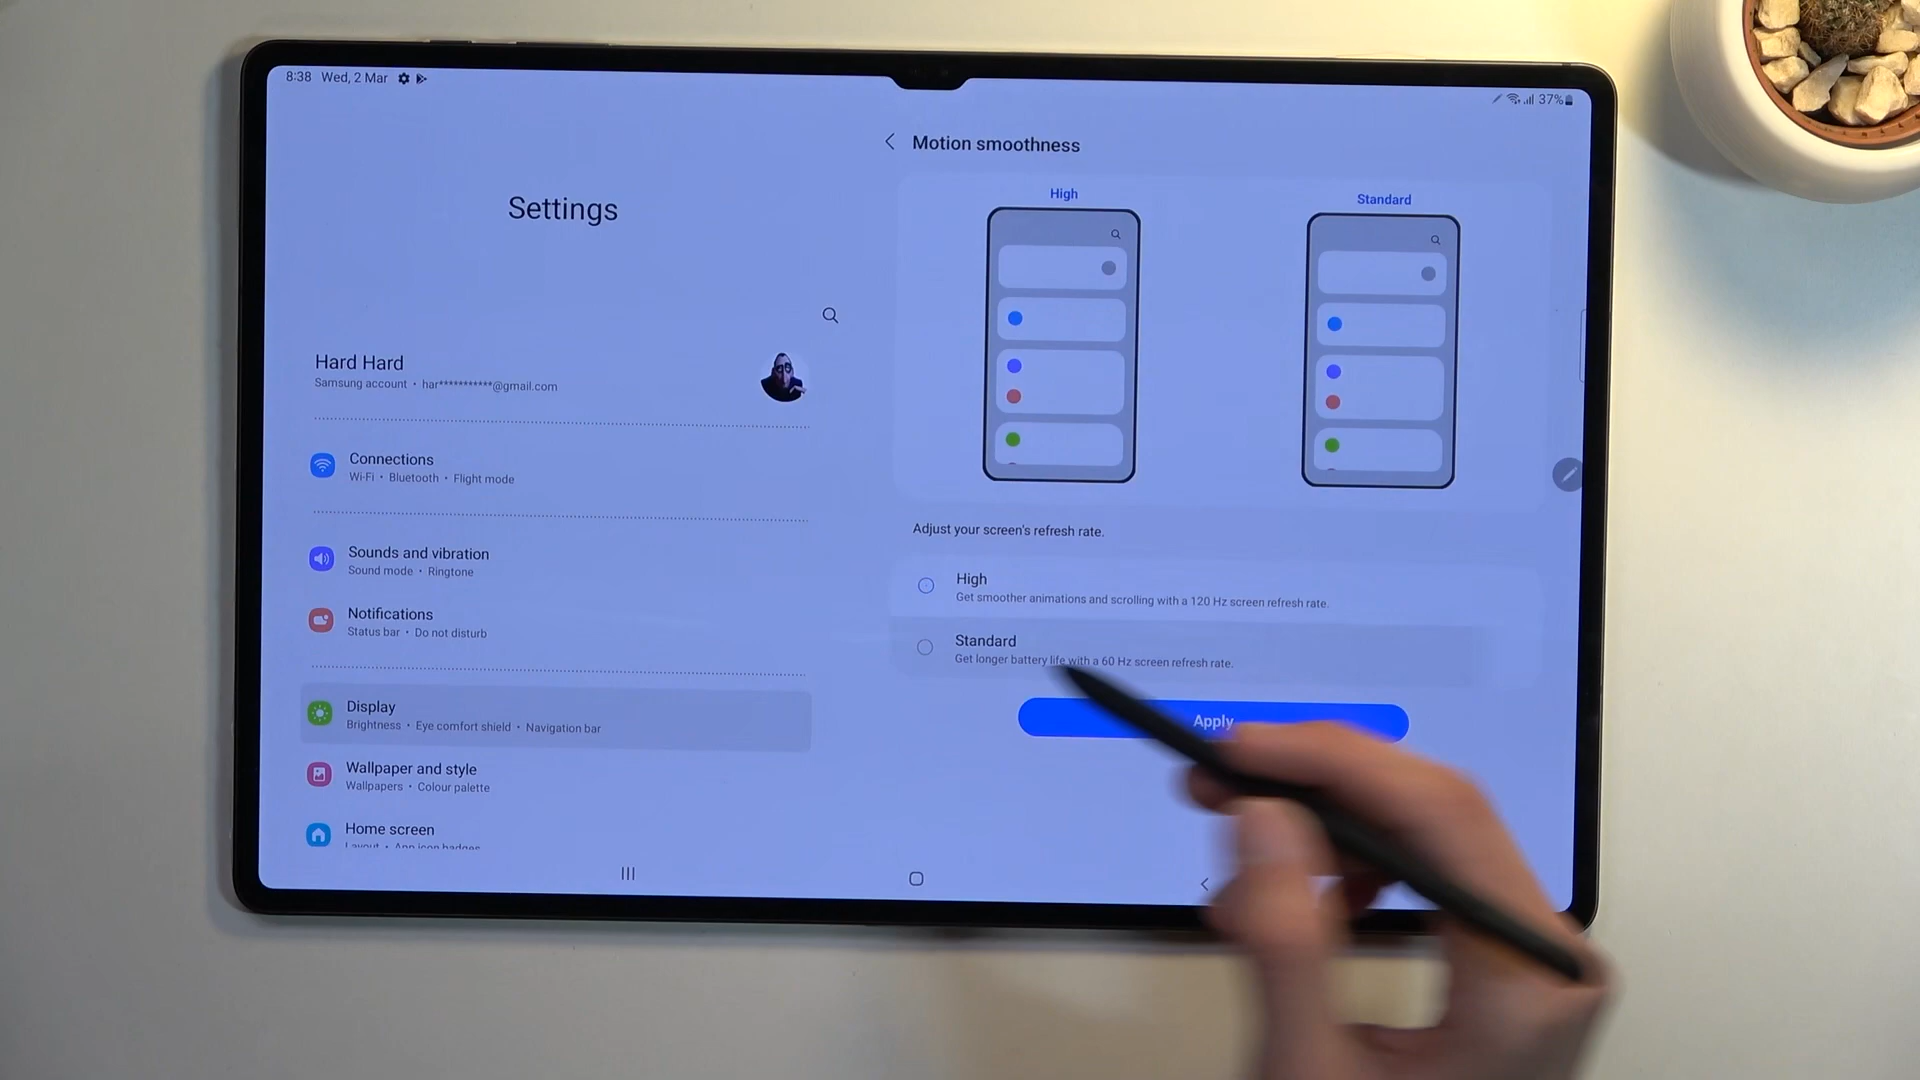 8:38 Wed, 2 Mar
37%
Settings
Hard Hard
Samsung account • har***********@gmail.com
Connections
Wi-Fi • Bluetooth • Flight mode
Sounds and vibration
Sound mode • Ringtone
Notifications
Status bar • Do not disturb
Display
Brightness • Eye comfort shield • Navigation bar
Wallpaper and style
Wallpapers • Colour palette
Home screen
Layout • App icon badges
Motion smoothness
High
Standard
Adjust your screen's refresh rate.
High
Get smoother animations and scrolling with a 120 Hz screen refresh rate.
Standard
Get longer battery life with a 60 Hz screen refresh rate.
Apply